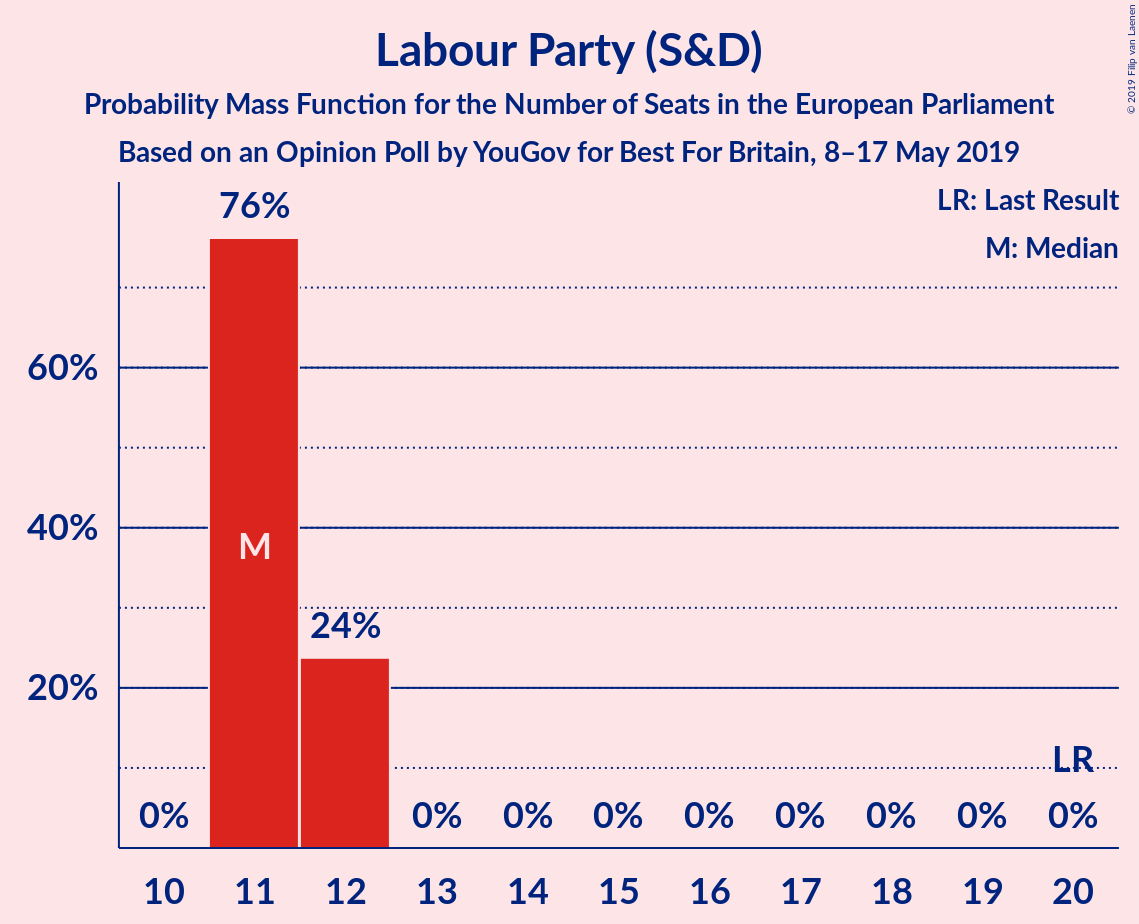 Labour Party (S&D)
Probability Mass Function for the Number of Seats in the European Parliament
Based on an Opinion Poll by YouGov for Best For Britain, 8–17 May 2019
© 2019 Filip van Laenen
LR: Last Result
M: Median
76%
60%
40%
M
24%
20%
LR
0% 0% 0% 0% 0% 0% 0% 0% 0%
10 11 12 13 14 15 16 17 18 19 20